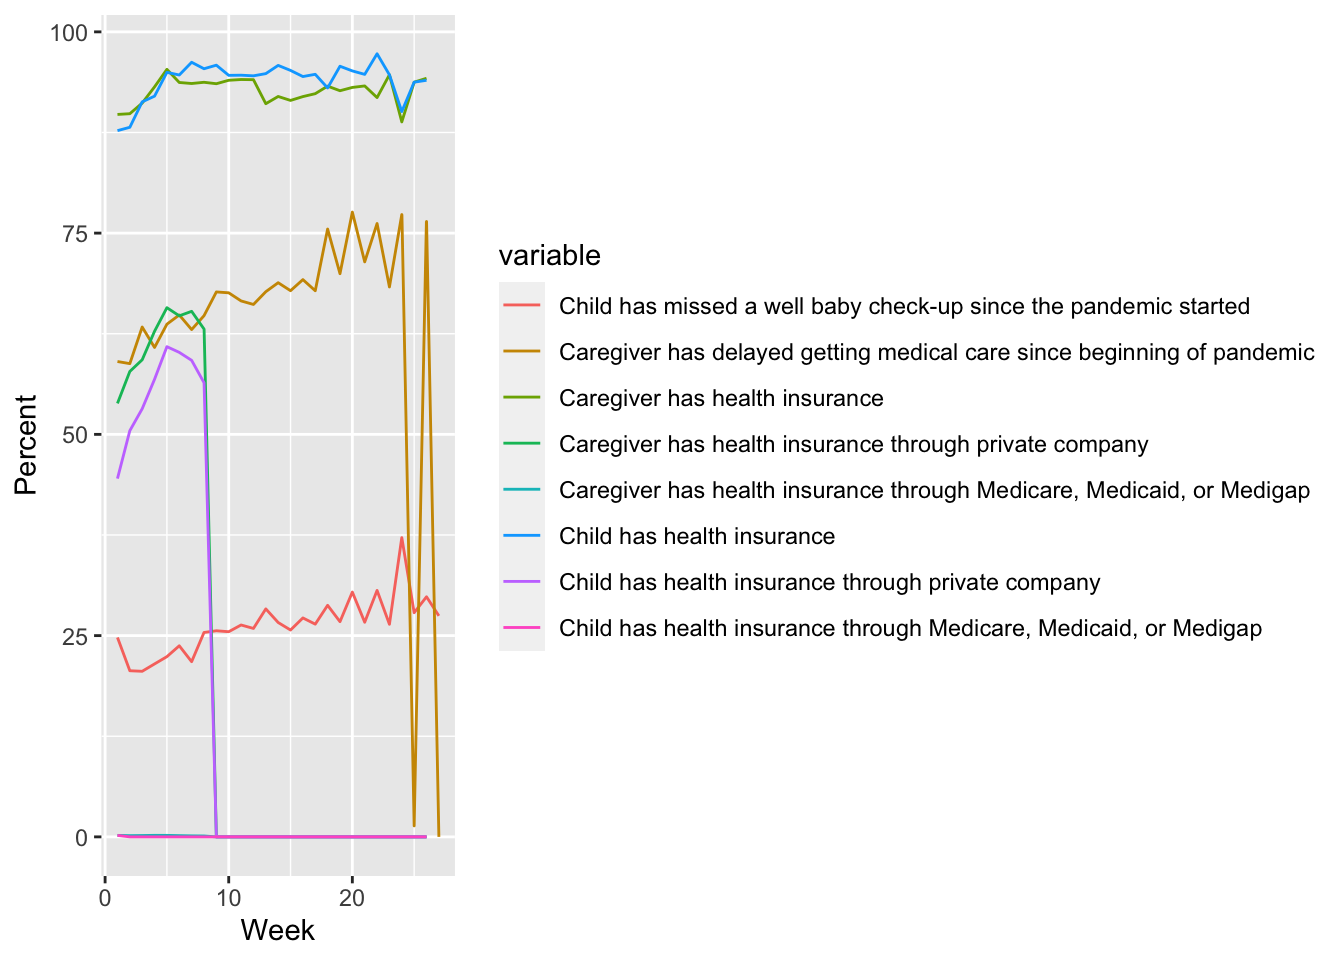 100
75
50
25
0
Percent
0
10
20
Week
variable
Child has missed a well baby check-up since the pandemic started
Caregiver has delayed getting medical care since beginning of pandemic
Caregiver has health insurance
Caregiver has health insurance through private company
Caregiver has health insurance through Medicare, Medicaid, or Medigap
Child has health insurance
Child has health insurance through private company
Child has health insurance through Medicare, Medicaid, or Medigap